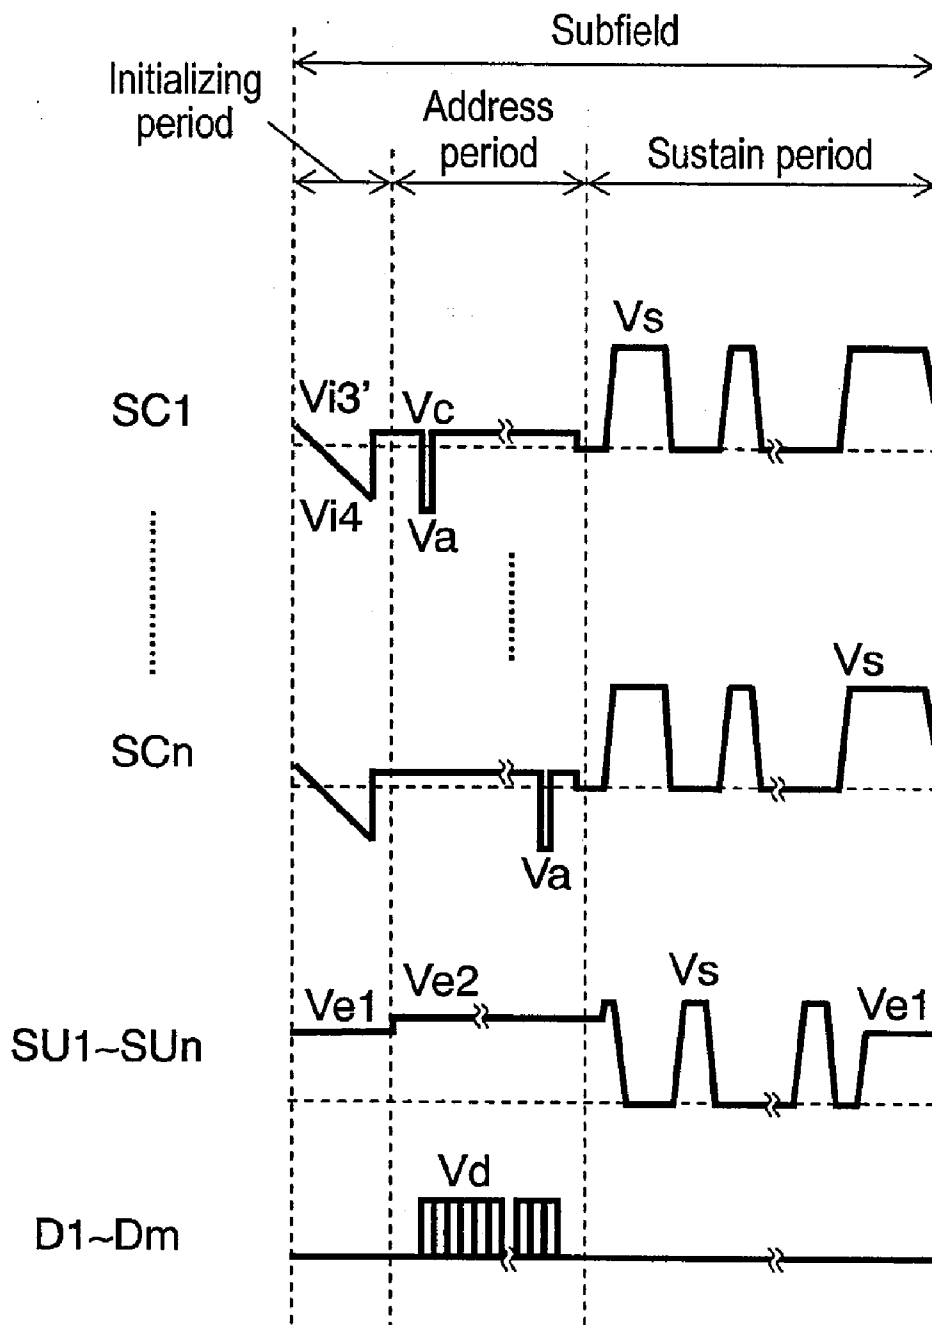 Subfield
Initializing
period
Address
period
Sustain period
Vs
SC1
Vi3'
Vc
Vi4
Va
Vs
SCn
Va
Vs
Ve1
Ve2
Ve1
SU1~SUn
Vd
D1~Dm